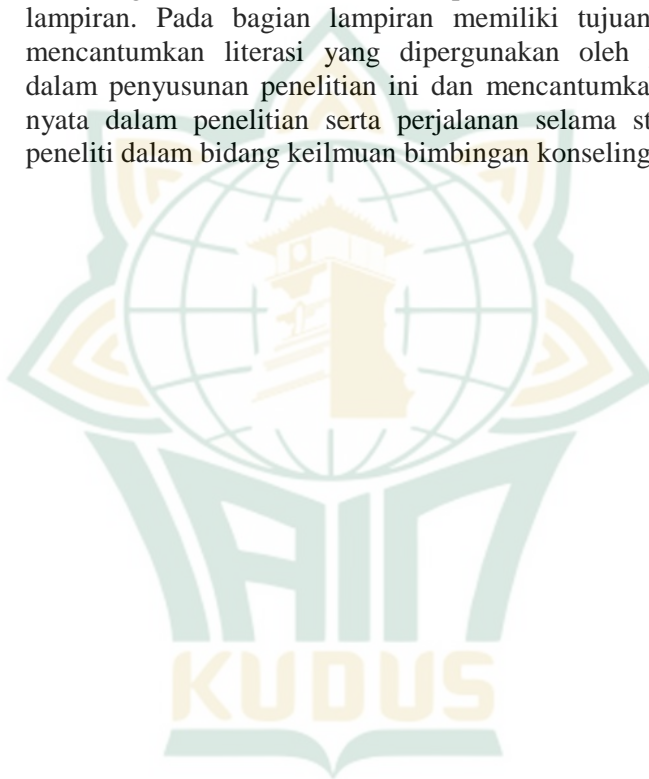 lampiran. Pada bagian lampiran memiliki tujuan
mencantumkan literasi yang dipergunakan oleh
dalam penyusunan penelitian ini dan mencantumka
nyata dalam penelitian serta perjalanan selama st
peneliti dalam bidang keilmuan bimbingan konseling
IAIN
KUDUS